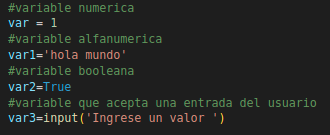 #variable numerica
var = 1
#variable alfanumerica
var1='hola mundo'
#variable booleana
var2=True
#variable que acepta una entrada del usuario
var3=input('Ingrese un valor ')